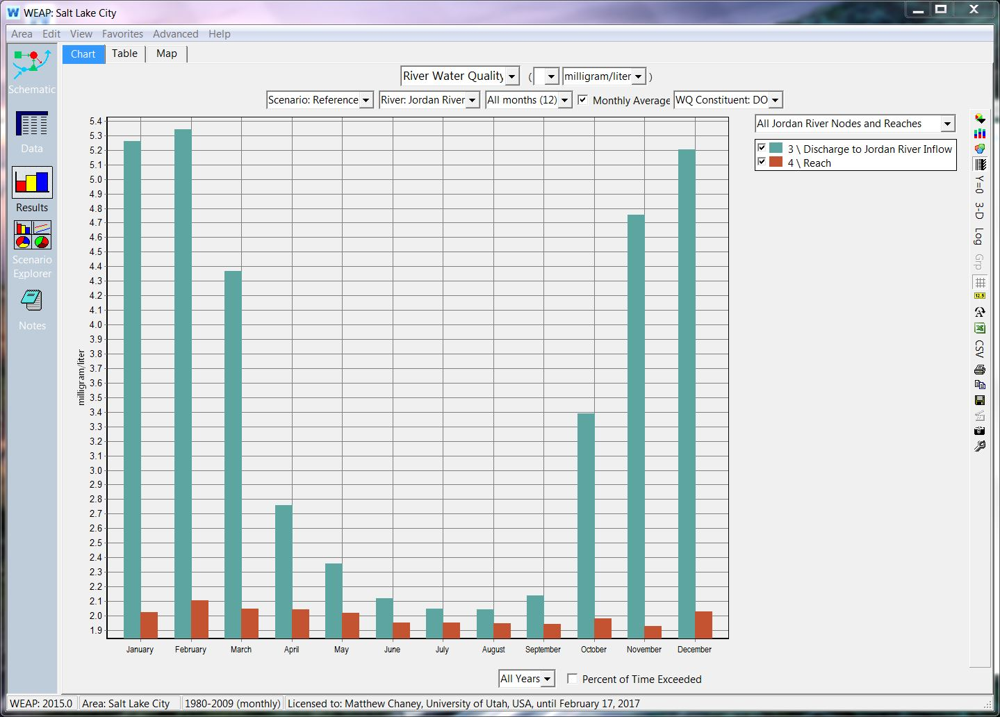 WEAP: Salt Lake City
Area Edit View Favorites Advanced Help
Chart Table Map
River Water Quality ( milligram/liter )
Scenario: Reference River: Jordan River All months (12) Monthly Average WQ Constituent: DO
All Jordan River Nodes and Reaches
3 \ Discharge to Jordan River Inflow
4 \ Reach
Schematic
Data
Results
Scenario
Explorer
Notes
milligram/liter
5.4
5.3
5.2
5.1
5.0
4.9
4.8
4.7
4.6
4.5
4.4
4.3
4.2
4.1
4.0
3.9
3.8
3.7
3.6
3.5
3.4
3.3
3.2
3.1
3.0
2.9
2.8
2.7
2.6
2.5
2.4
2.3
2.2
2.1
2.0
1.9
January February March April May June July August September October November December
Y=0
3-D
Log
Grp
12.5
A
CSV
All Years Percent of Time Exceeded
WEAP: 2015.0 Area: Salt Lake City 1980-2009 (monthly) Licensed to: Matthew Chaney, University of Utah, USA, until February 17, 2017